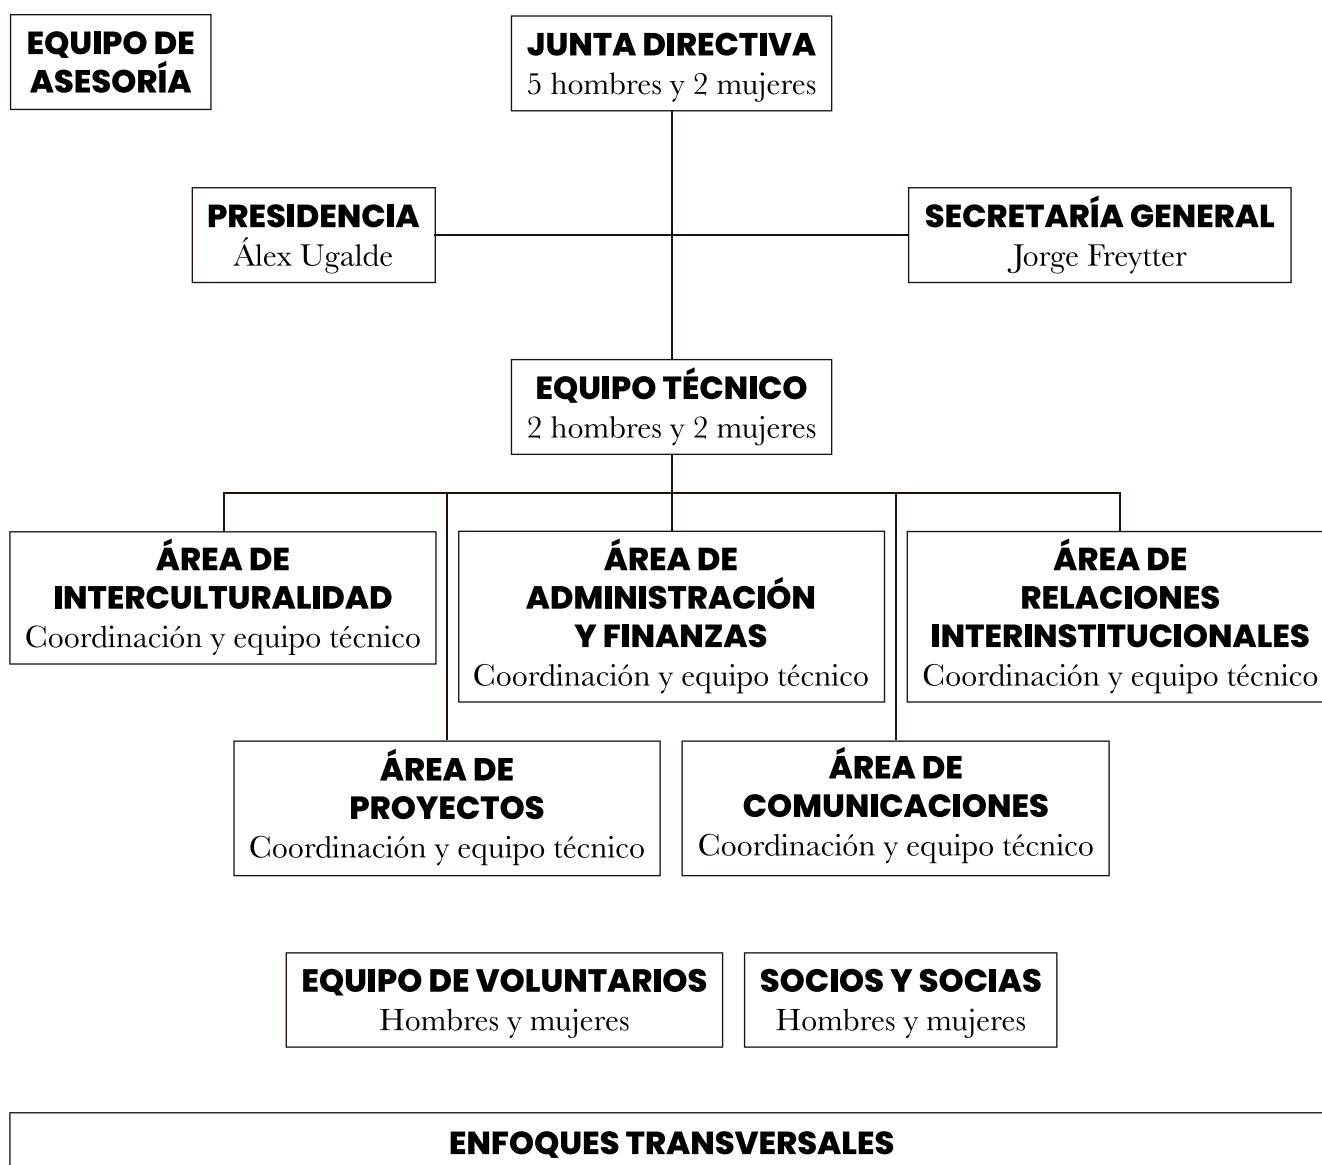 EQUIPO DE
ASESORÍA
JUNTA DIRECTIVA
5 hombres y 2 mujeres
PRESIDENCIA
Álex Ugalde
SECRETARÍA GENERAL
Jorge Freytter
EQUIPO TÉCNICO
2 hombres y 2 mujeres
ÁREA DE
INTERCULTURALIDAD
Coordinación y equipo técnico
ÁREA DE
ADMINISTRACIÓN
Y FINANZAS
Coordinación y equipo técnico
ÁREA DE
RELACIONES
INTERINSTITUCIONALES
Coordinación y equipo técnico
ÁREA DE
PROYECTOS
Coordinación y equipo técnico
ÁREA DE
COMUNICACIONES
Coordinación y equipo técnico
EQUIPO DE VOLUNTARIOS
Hombres y mujeres
SOCIOS Y SOCIAS
Hombres y mujeres
ENFOQUES TRANSVERSALES